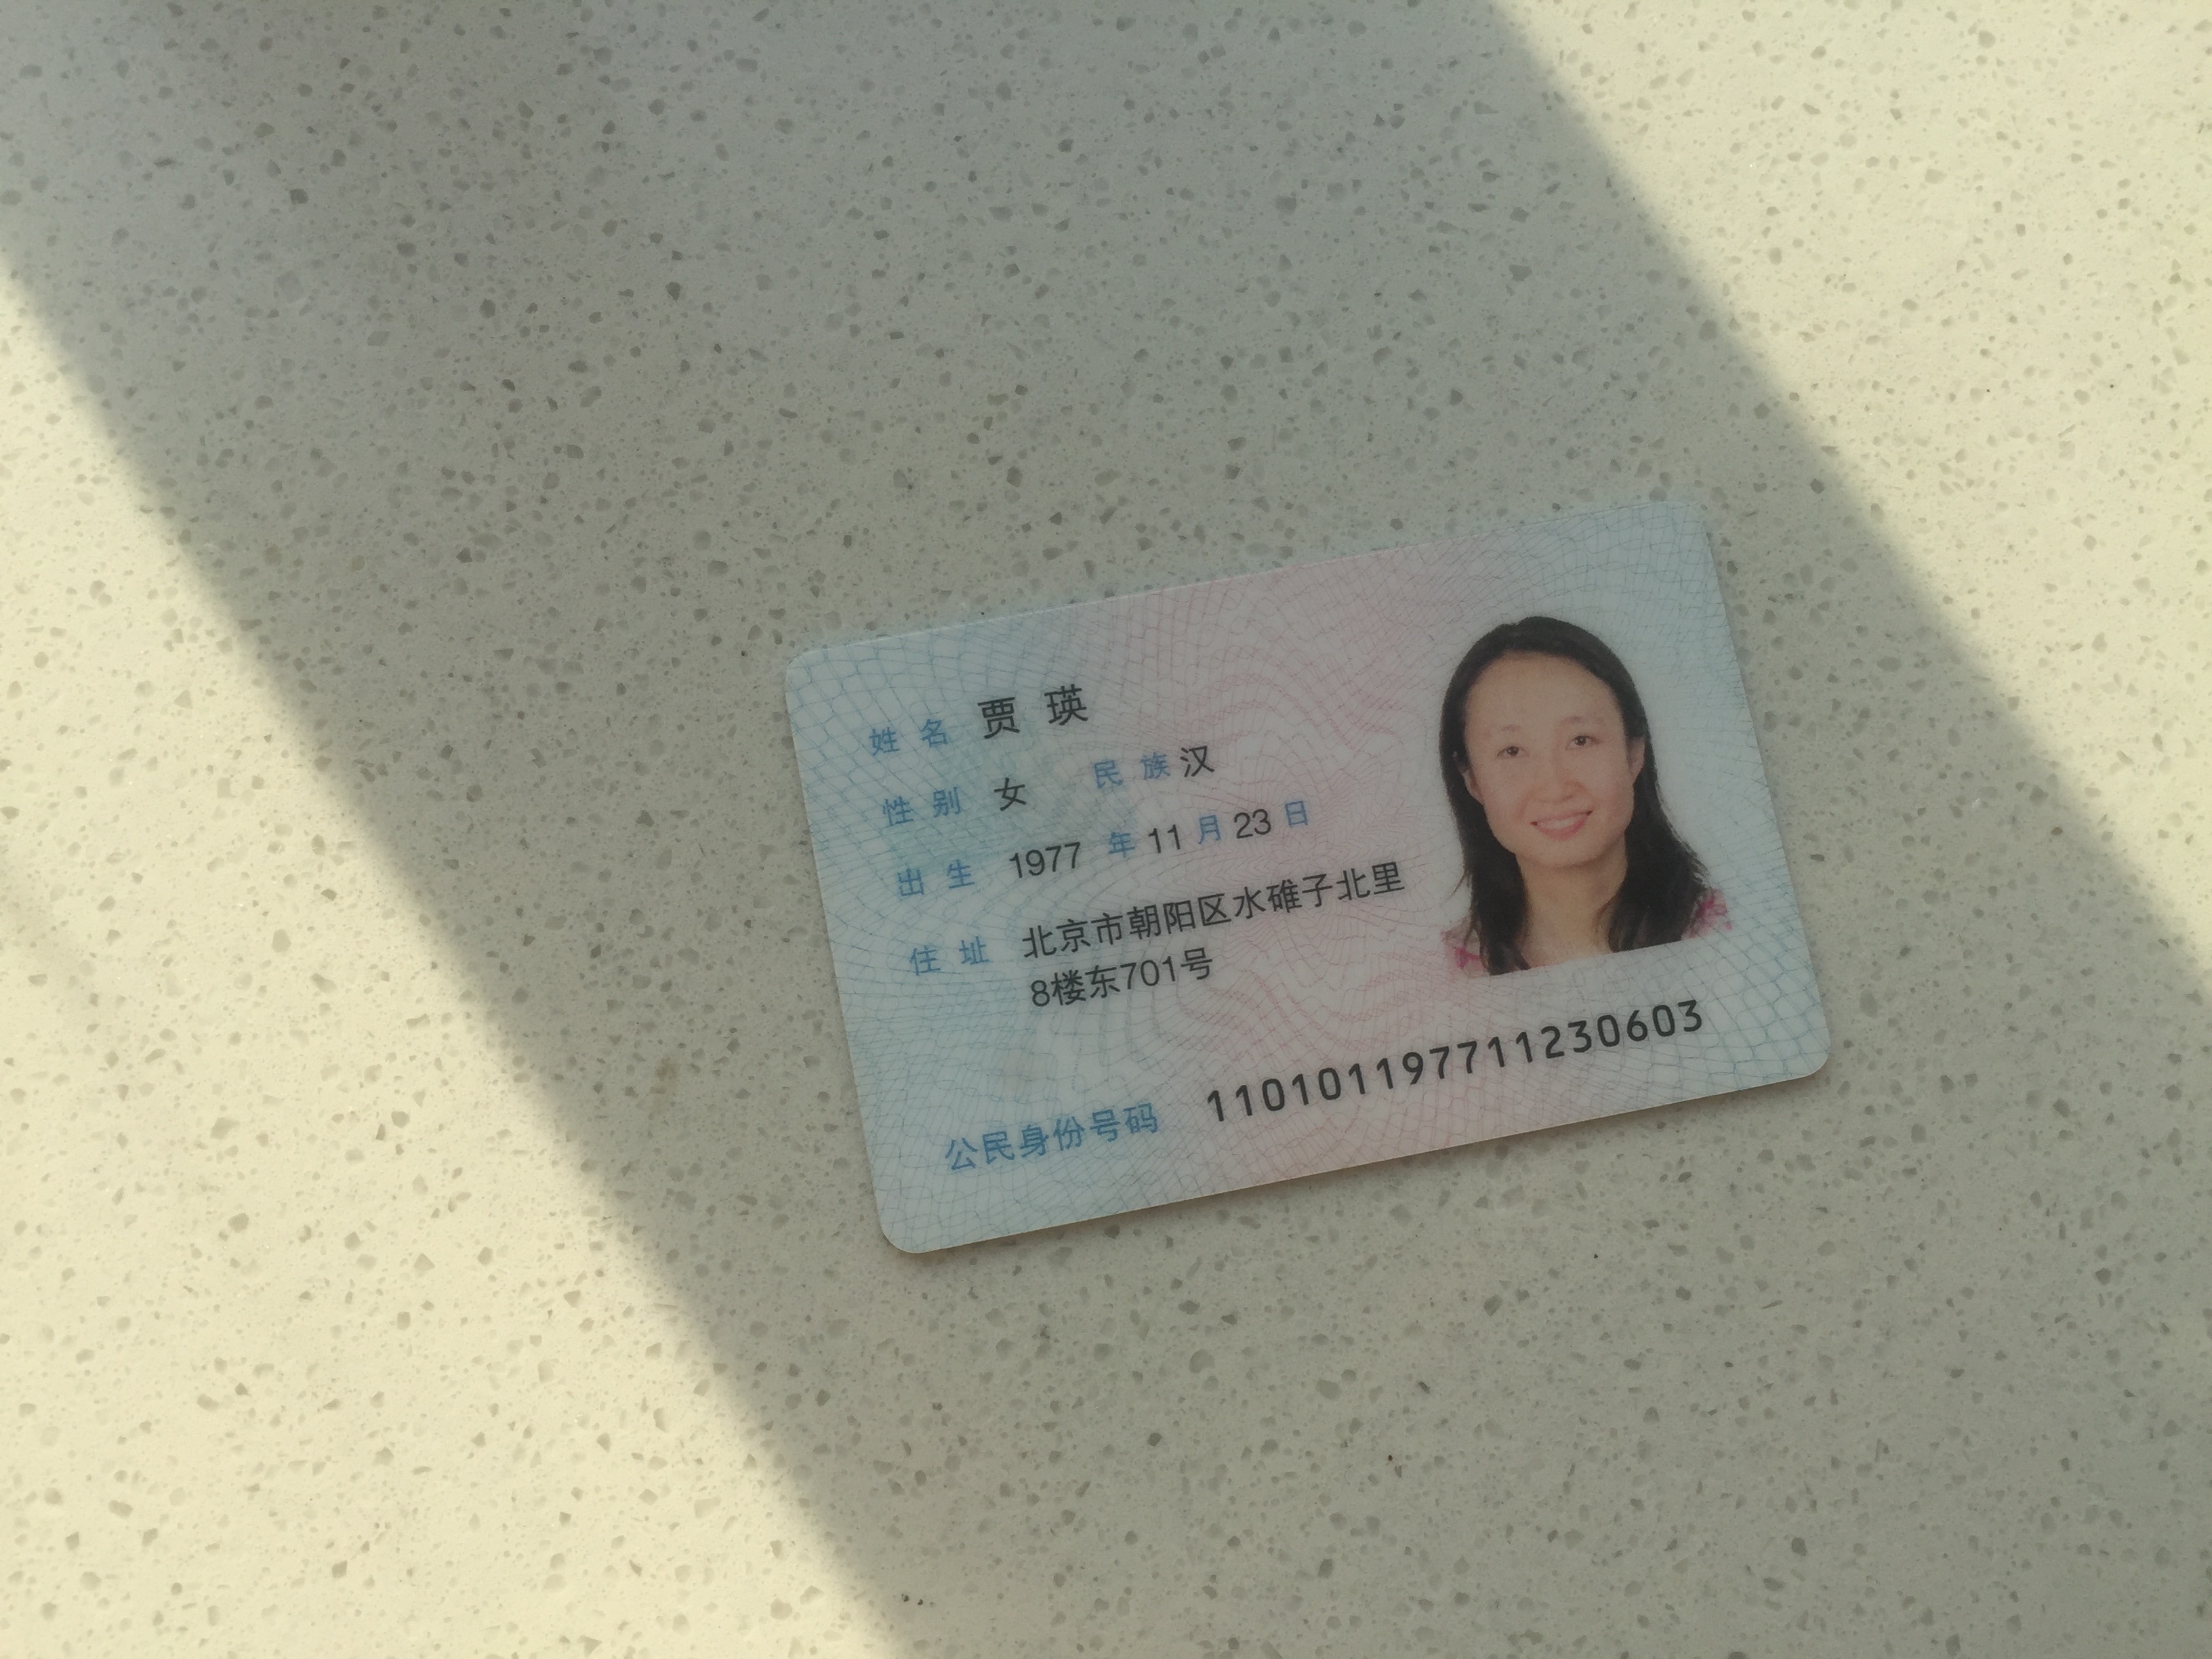 姓名 贾瑛
性别 女 民族 汉
出生 1977 年 11 月 23 日
住址 北京市朝阳区水碓子北里
8楼东701号
公民身份号码 110101197711230603